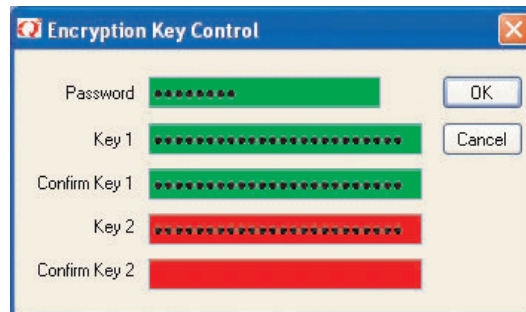 Encryption Key Control
Password ●●●●●●●● OK
Key 1 ●●●●●●●●●●●●●●●●●●●●●●●● Cancel
Confirm Key 1 ●●●●●●●●●●●●●●●●●●●●●●●●
Key 2 ●●●●●●●●●●●●●●●●●●●●●●●●
Confirm Key 2